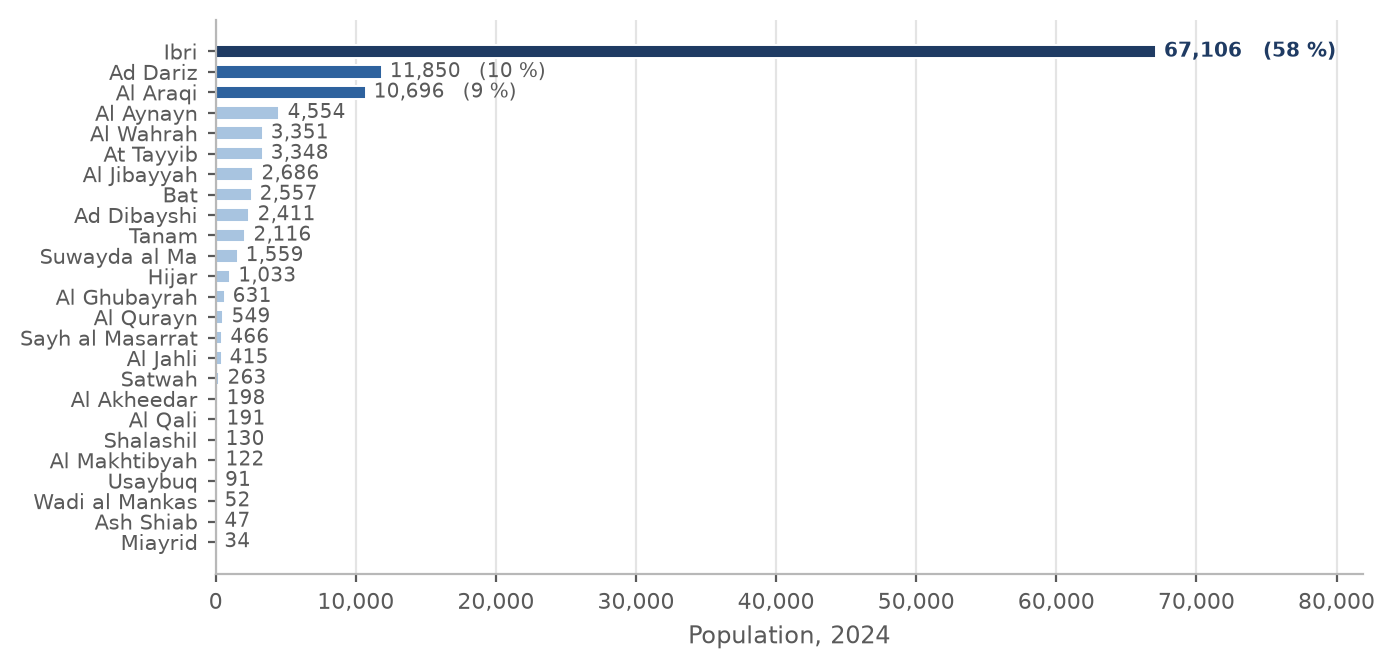 Ibri 67,106 (58 %)
Ad Dariz 11,850 (10 %)
Al Araqi 10,696 (9 %)
Al Aynayn 4,554
Al Wahrah 3,351
At Tayyib 3,348
Al Jibayyah 2,686
Bat 2,557
Ad Dibayshi 2,411
Tanam 2,116
Suwayda al Ma 1,559
Hijar 1,033
Al Ghubayrah 631
Al Qurayn 549
Sayh al Masarrat 466
Al Jahli 415
Satwah 263
Al Akheedar 198
Al Qali 191
Shalashil 130
Al Makhtibyah 122
Usaybuq 91
Wadi al Mankas 52
Ash Shiab 47
Miayrid 34
0 10,000 20,000 30,000 40,000 50,000 60,000 70,000 80,000
Population, 2024